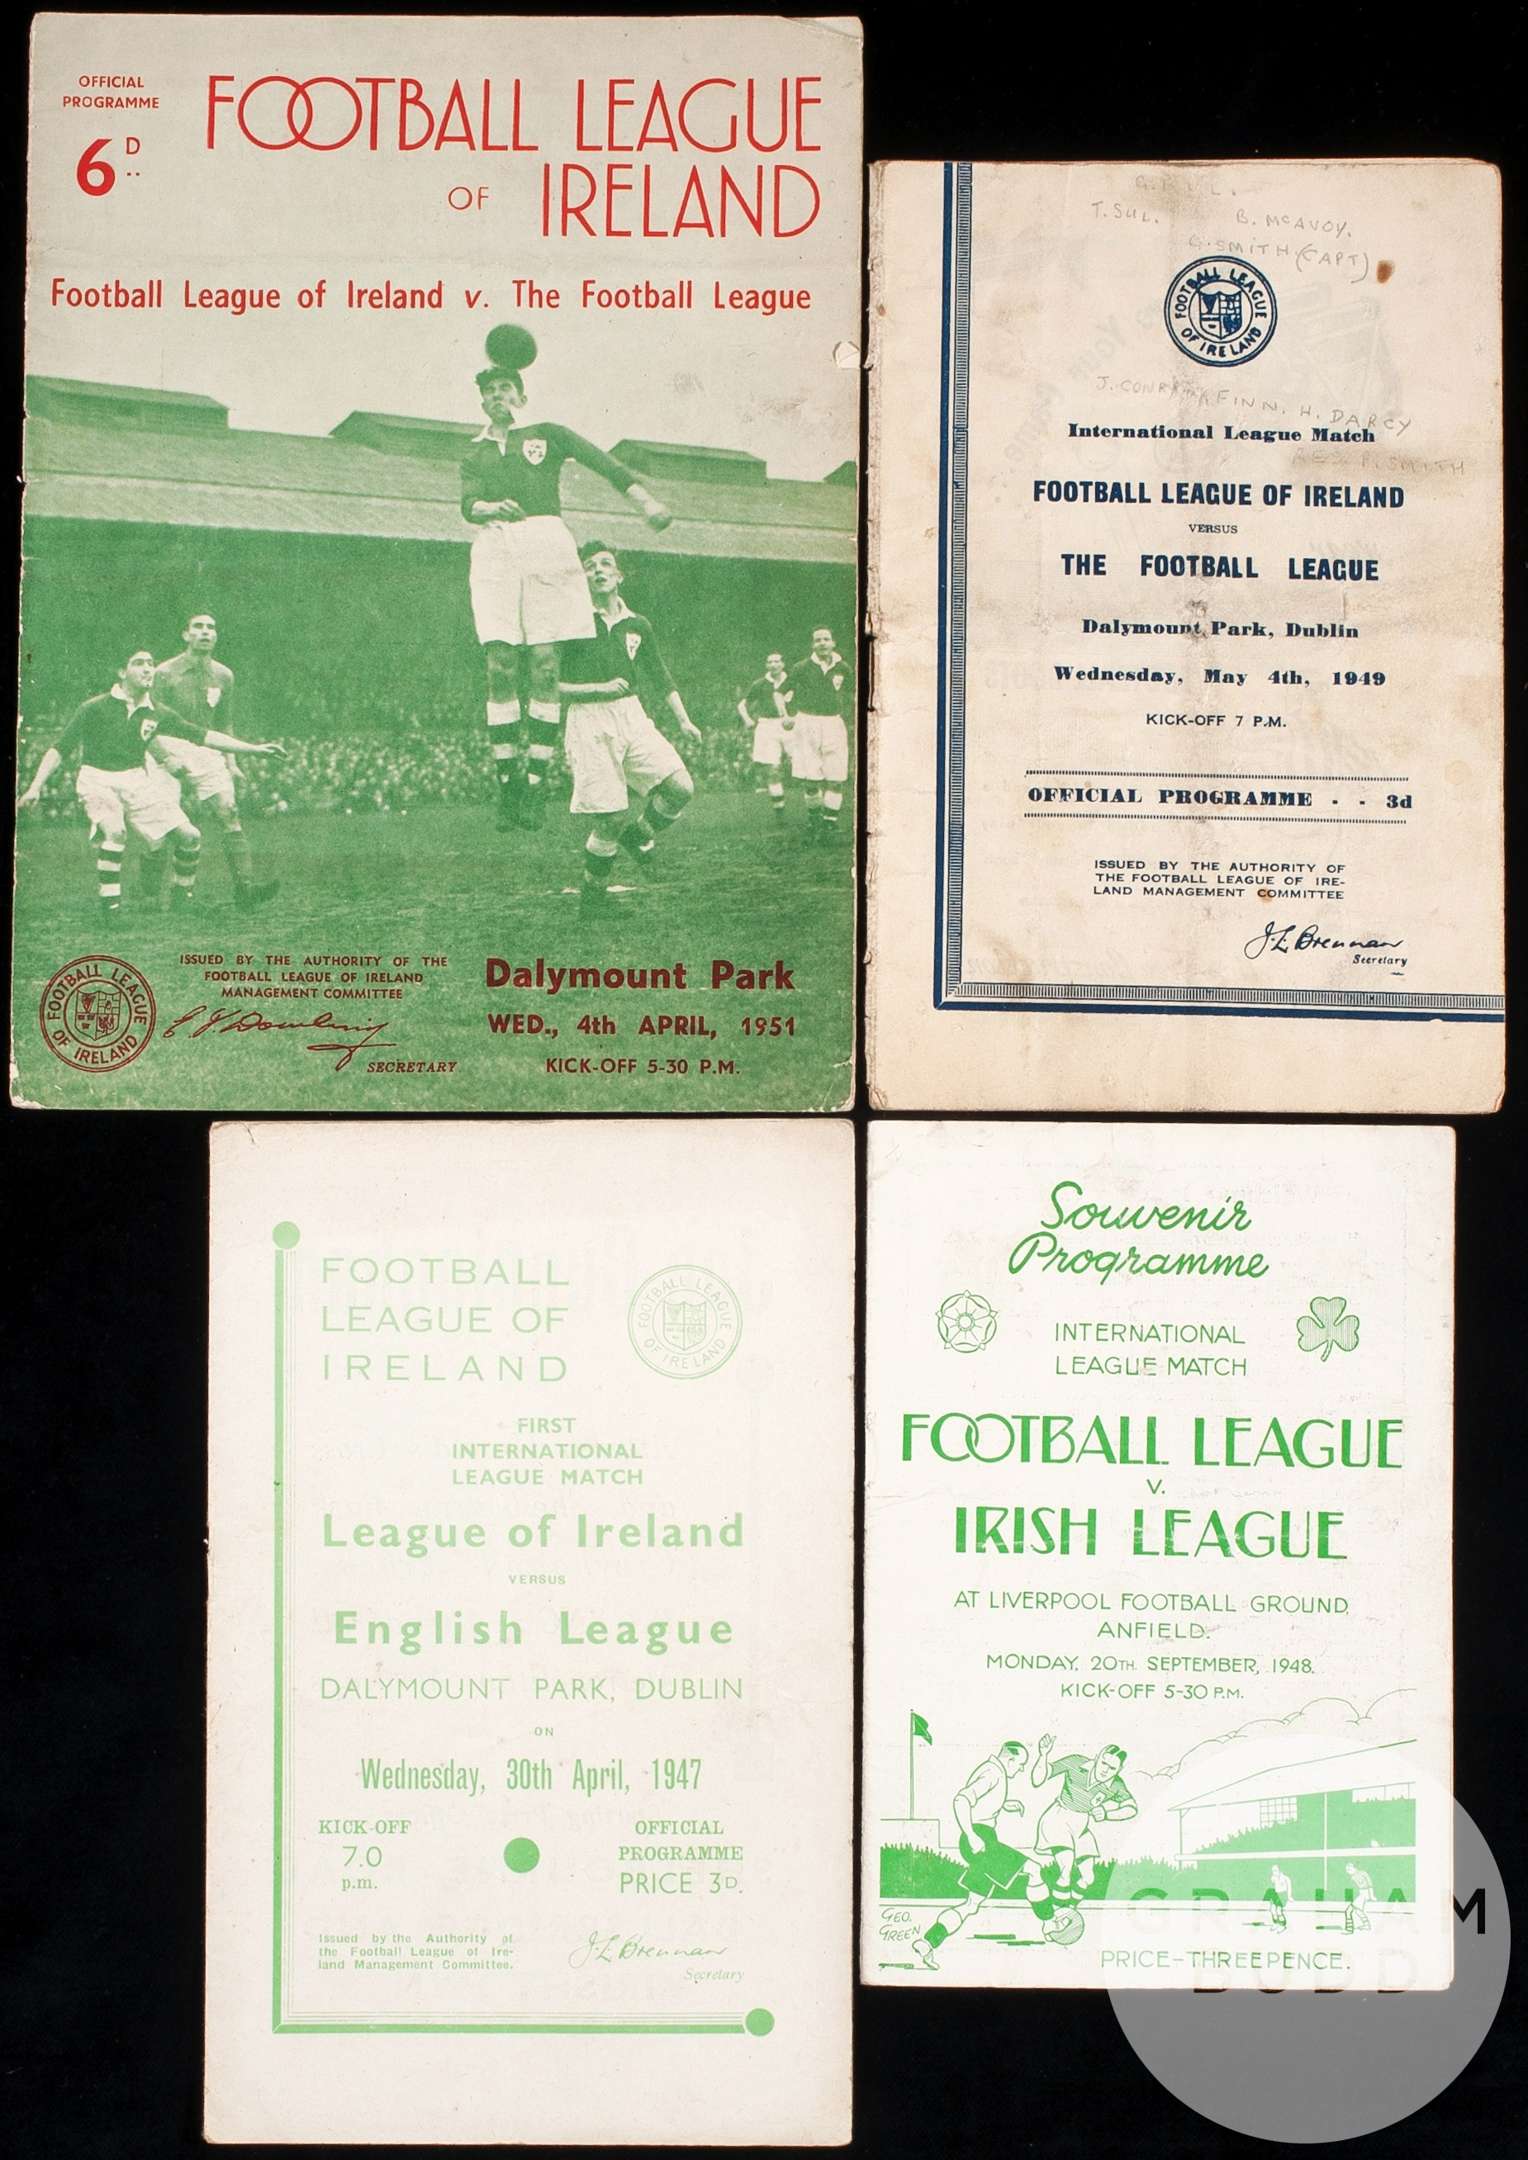 OFFICIAL
PROGRAMME
6D
FOOTBALL LEAGUE
OF IRELAND
Football League of Ireland v. The Football League
FOOTBALL LEAGUE OF IRELAND
ISSUED BY THE AUTHORITY OF THE
FOOTBALL LEAGUE OF IRELAND
MANAGEMENT COMMITTEE
SECRETARY
Dalymount Park
WED., 4th APRIL, 1951
KICK-OFF 5-30 P.M.
T. SUL. B. McAVOY.
G. SMITH (CAPT)
FOOTBALL LEAGUE OF IRELAND
FINN. H. DARCY
International League Match
P. SMITH
FOOTBALL LEAGUE OF IRELAND
VERSUS
THE FOOTBALL LEAGUE
Dalymount Park, Dublin
Wednesday, May 4th, 1949
KICK-OFF 7 P.M.
OFFICIAL PROGRAMME - - 3d
ISSUED BY THE AUTHORITY OF
THE FOOTBALL LEAGUE OF IRE-
LAND MANAGEMENT COMMITTEE
J.L. Brennan
Secretary
FOOTBALL
LEAGUE OF
IRELAND
FOOTBALL LEAGUE OF IRELAND
FIRST
INTERNATIONAL
LEAGUE MATCH
League of Ireland
VERSUS
English League
DALYMOUNT PARK, DUBLIN
ON
Wednesday, 30th April, 1947
KICK-OFF
7.0
p.m.
OFFICIAL
PROGRAMME
PRICE 3D.
Issued by the Authority of
the Football League of Ire-
land Management Committee.
J.L. Brennan
Secretary
Souvenir
Programme
INTERNATIONAL
LEAGUE MATCH
FOOTBALL LEAGUE
V.
IRISH LEAGUE
AT LIVERPOOL FOOTBALL GROUND,
ANFIELD.
MONDAY, 20TH SEPTEMBER, 1948.
KICK-OFF 5-30 P.M.
GEO.
GREEN
PRICE-THREEPENCE.
GRAHAM
BUDD